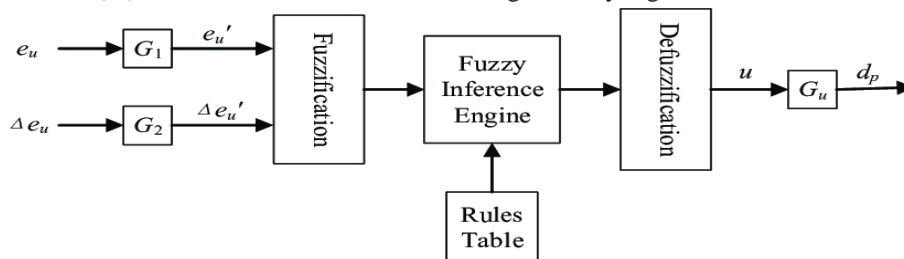 e_u
G_1
e_u'
Δe_u
G_2
Δe_u'
Fuzzification
Fuzzy
Inference
Engine
Rules
Table
Defuzzification
u
G_u
d_p